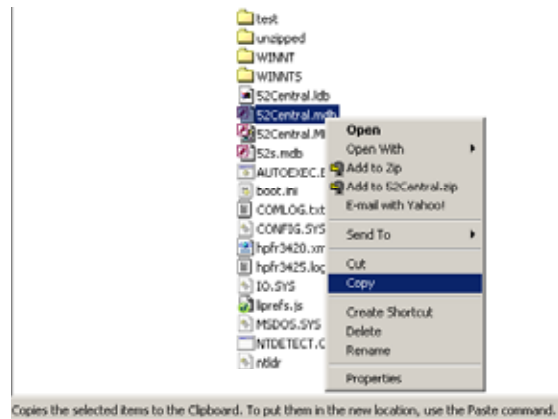 test
unzipped
WINNT
WINNTS
52Central.ldb
52Central.mdb
52Central.M
52s.mdb
AUTOEXEC.B
boot.ini
COMLOG.txt
CONFIG.SYS
hpfr3420.xm
hpfr3425.log
IO.SYS
liprefs.js
MSDOS.SYS
NTDETECT.C
ntldr
Open
Open With
Add to Zip
Add to 52Central.zip
E-mail with Yahoo!
Send To
Cut
Copy
Create Shortcut
Delete
Rename
Properties
Copies the selected items to the Clipboard. To put them in the new location, use the Paste command.